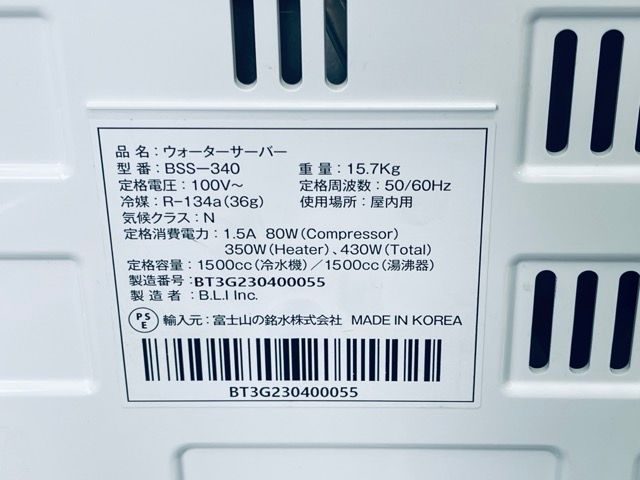 品名：ウォーターサーバー
型番：BSS−340 重量：15.7Kg
定格電圧：100V〜 定格周波数：50/60Hz
冷媒：R-134a(36g) 使用場所：屋内用
気候クラス：N
定格消費電力：1.5A 80W(Compressor)
350W(Heater)、430W(Total)
定格容量：1500cc(冷水機)／1500cc(湯沸器)
製造番号：BT3G230400055
製造者：B.L.I Inc.
PSE 輸入元：富士山の銘水株式会社 MADE IN KOREA
BT3G230400055